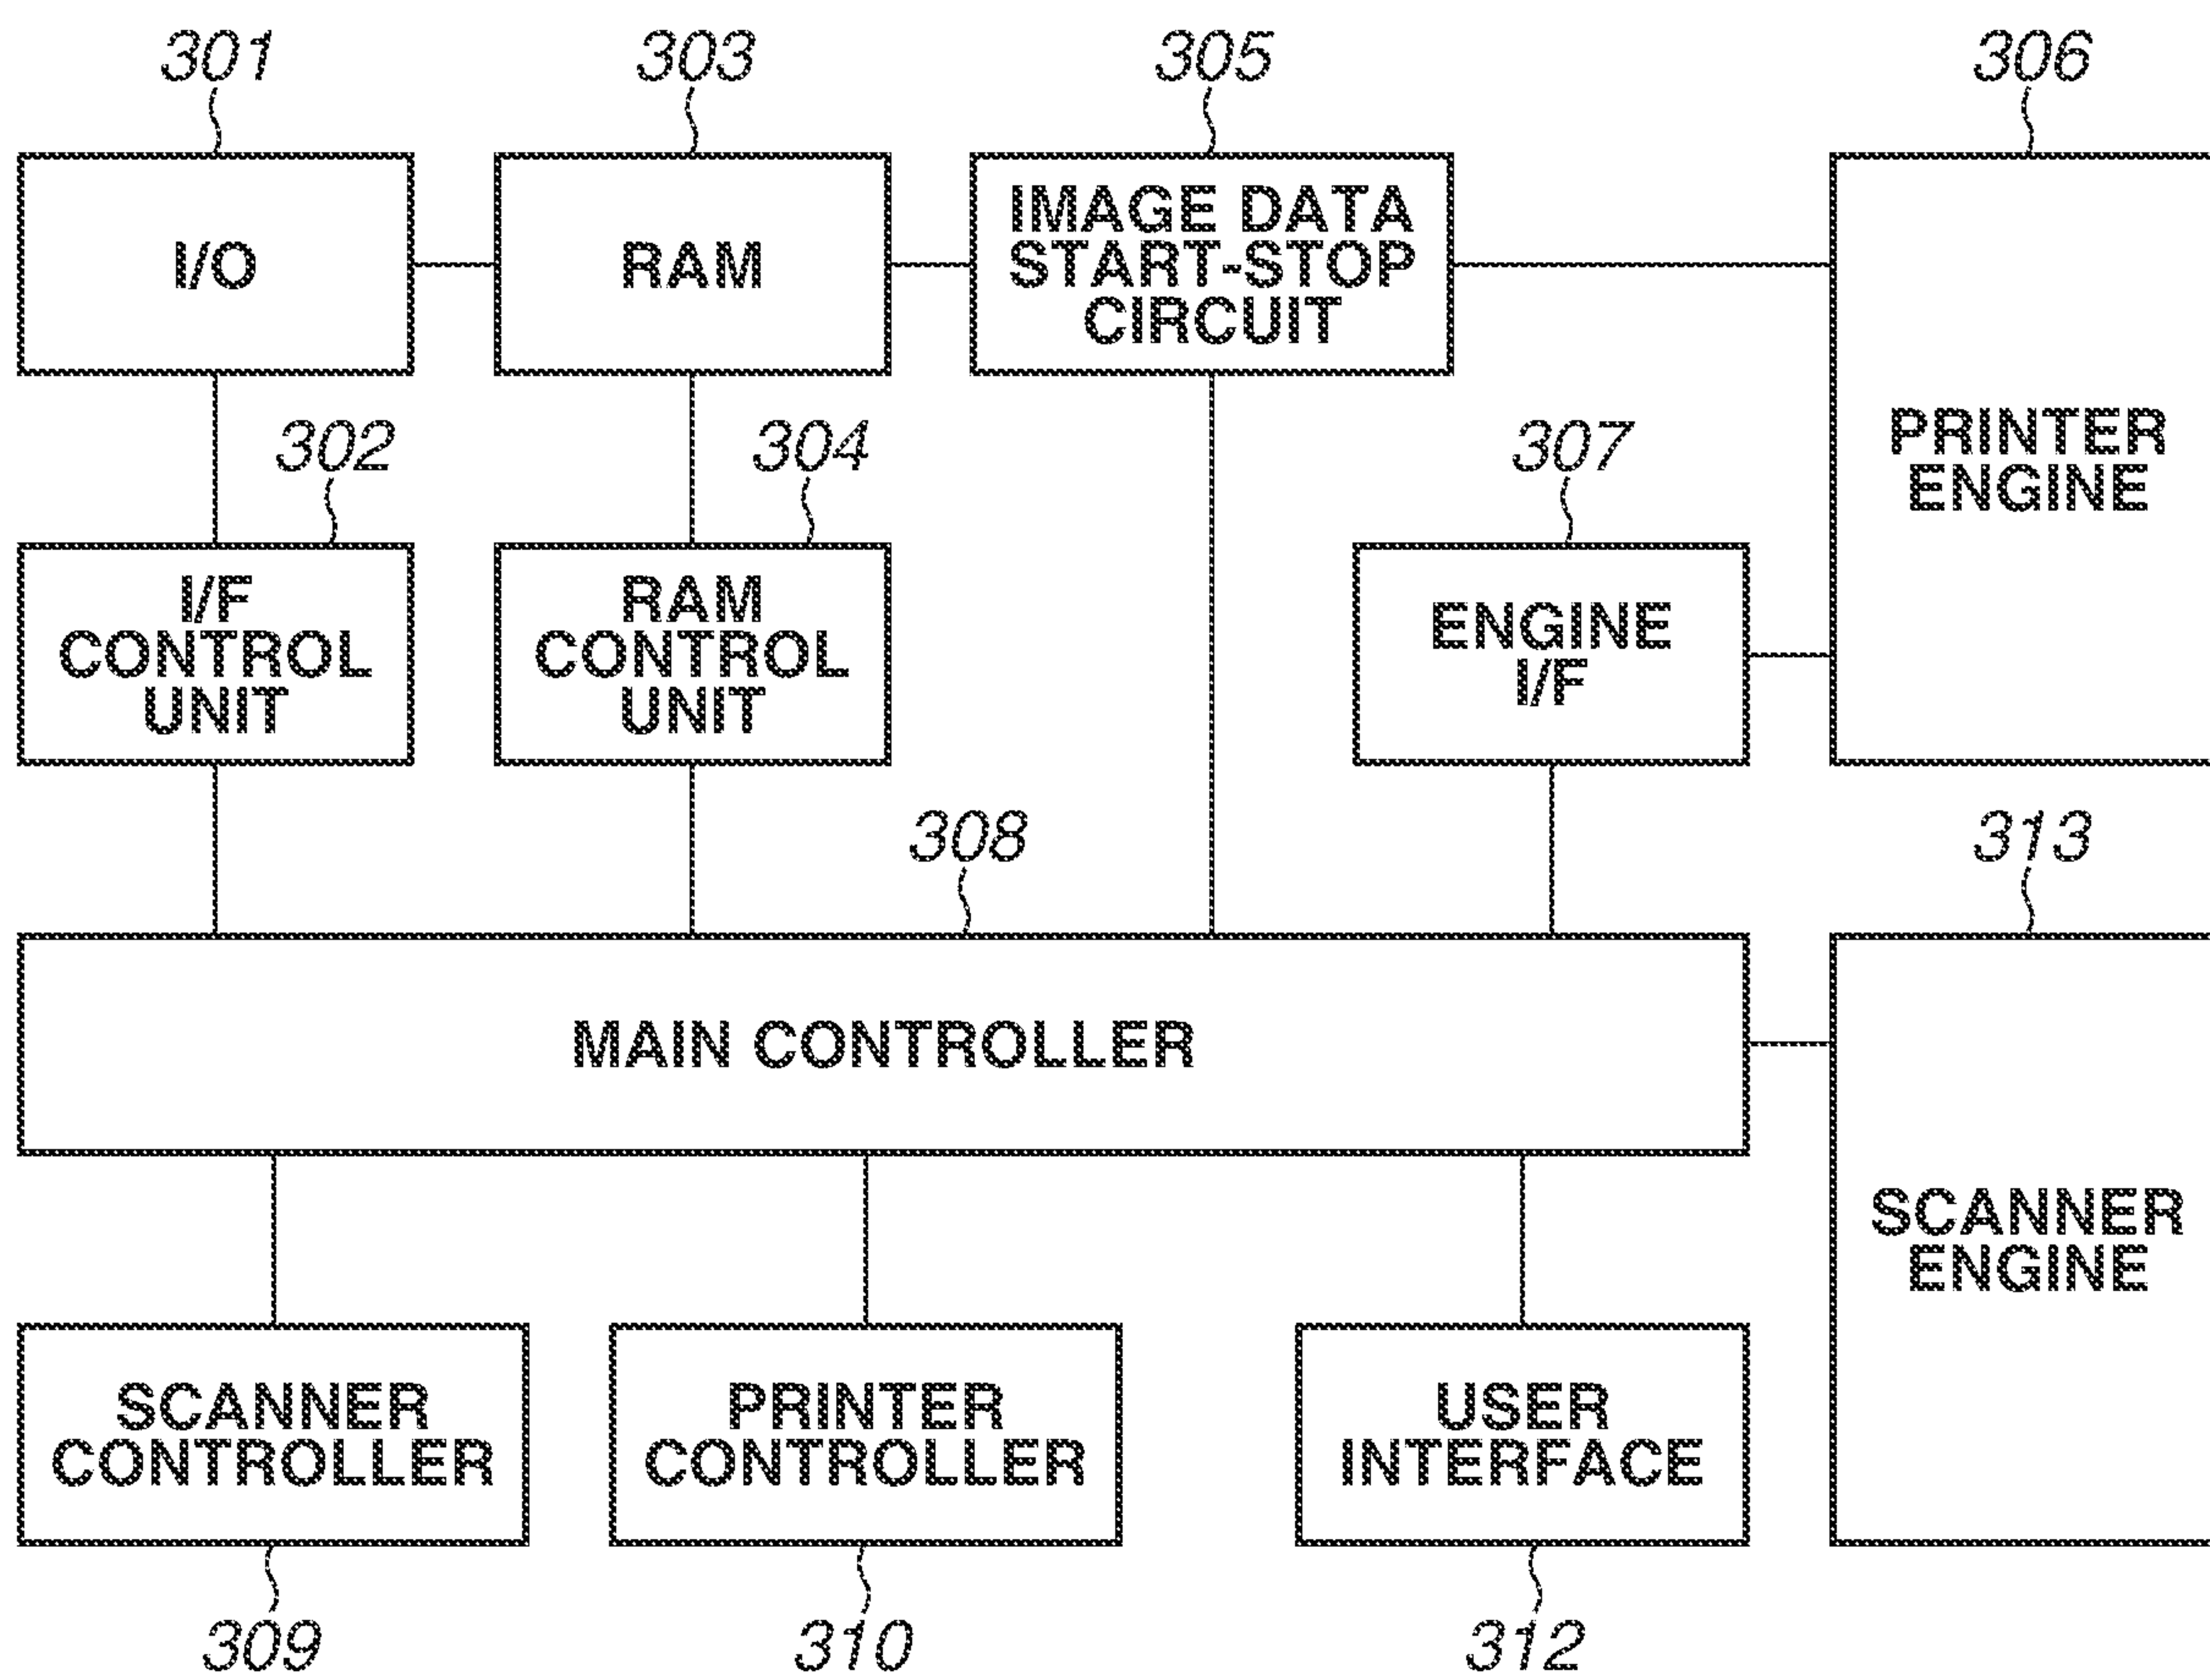 301
303
305
306
I/O
RAM
IMAGE DATA
START-STOP
CIRCUIT
PRINTER
ENGINE
302
304
307
I/F
CONTROL
UNIT
RAM
CONTROL
UNIT
ENGINE
I/F
308
313
MAIN CONTROLLER
SCANNER
ENGINE
SCANNER
CONTROLLER
PRINTER
CONTROLLER
USER
INTERFACE
309
310
312